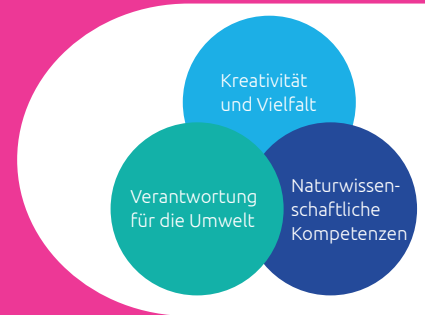 Kreativität
und Vielfalt
Verantwortung
für die Umwelt
Naturwissen-
schaftliche
Kompetenzen